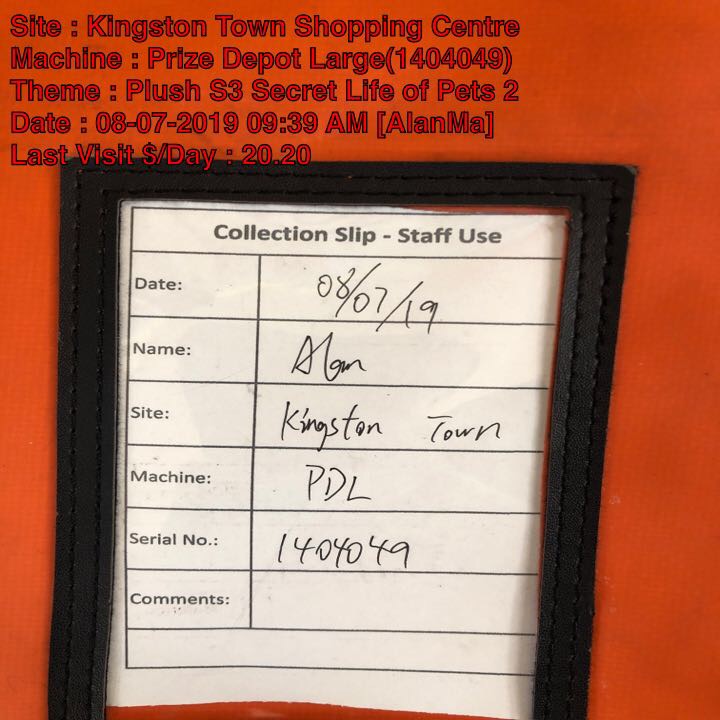 Site : Kingston Town Shopping Centre
Machine : Prize Depot Large(1404049)
Theme : Plush S3 Secret Life of Pets 2
Date : 08-07-2019 09:39 AM [AlanMa]
Last Visit $/Day : 20.20
Collection Slip - Staff Use
Date: 08/07/19
Name: Alan
Site: Kingston Town
Machine: PDL
Serial No.: 1404049
Comments: